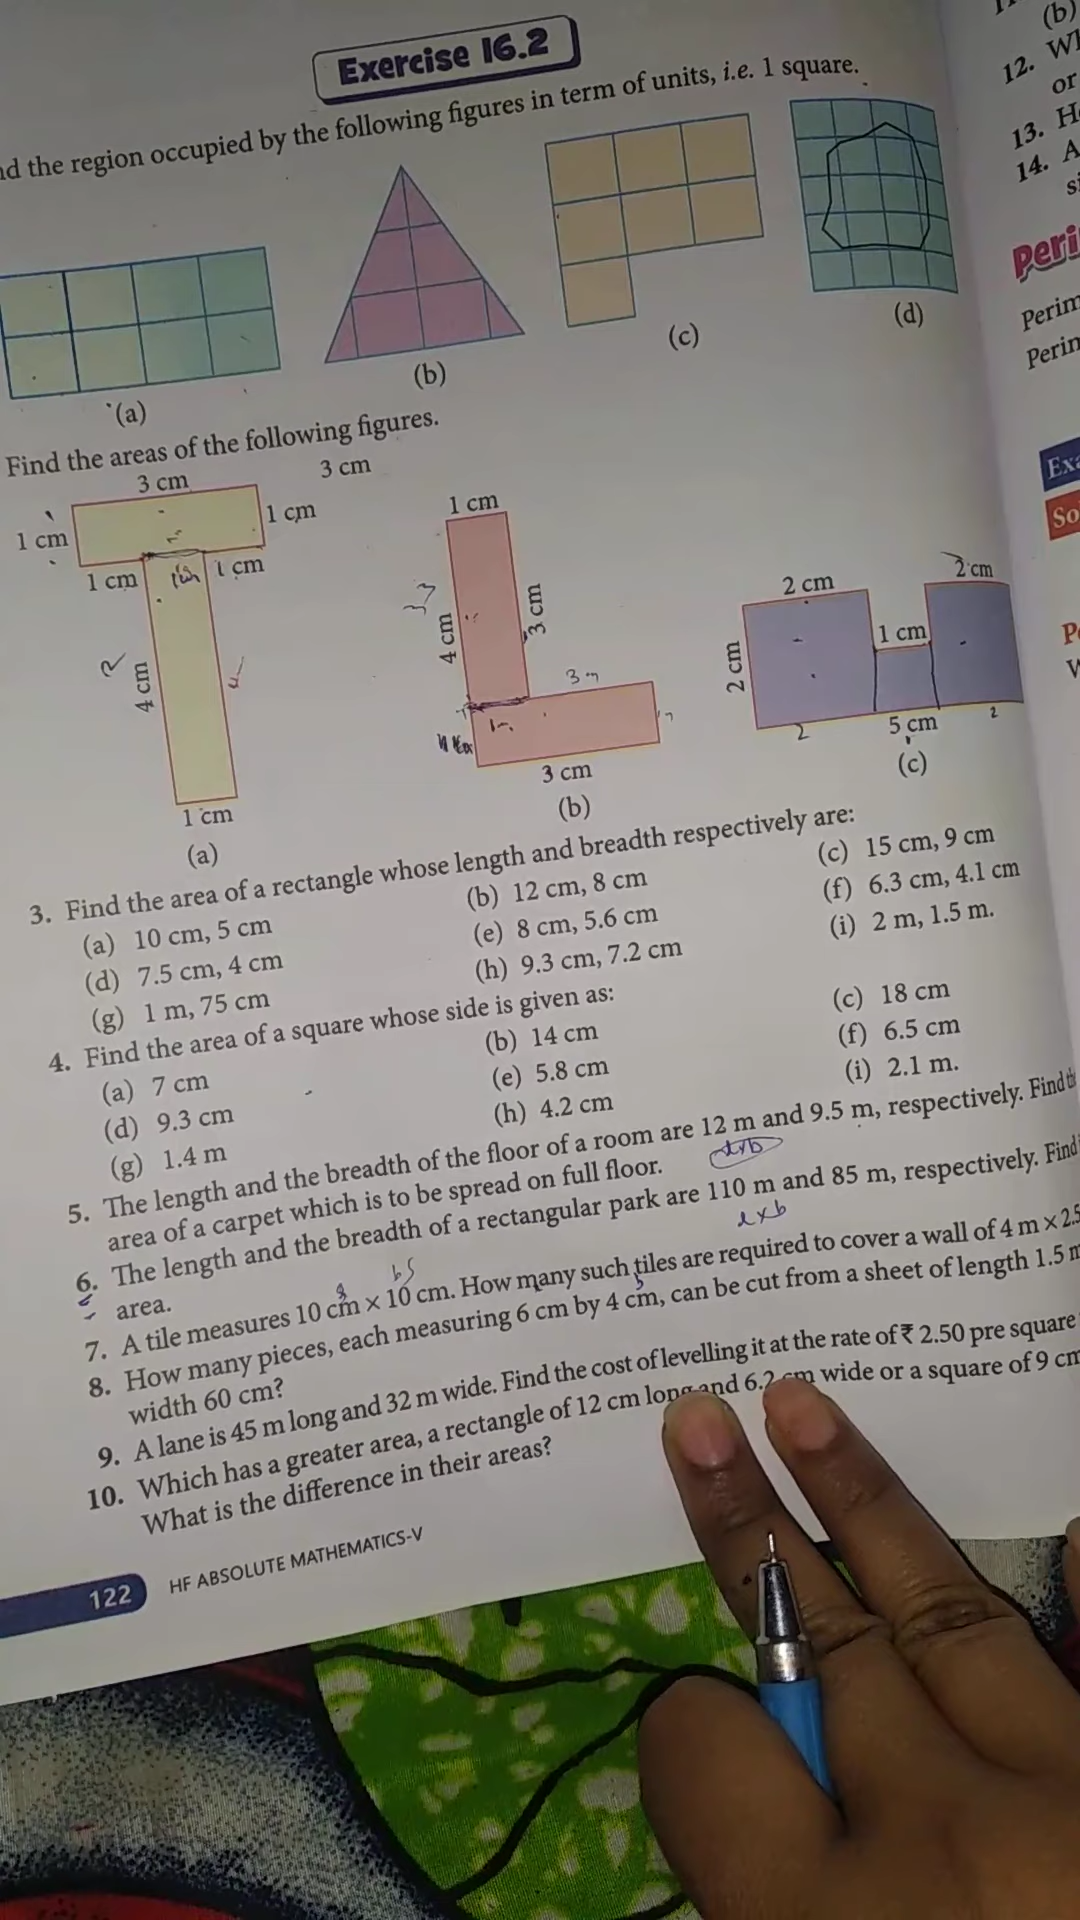 Exercise 16.2
d the region occupied by the following figures in term of units, i.e. 1 square.
(a)
(b)
(c)
(d)
Find the areas of the following figures.
3 cm
3 cm
1 cm
1 cm
1 cm
1 cm
4 cm
1 cm
(a)
1 cm
4 cm
3 cm
3 cm
(b)
2 cm
2 cm
1 cm
2 cm
5 cm
2
2
(c)
3. Find the area of a rectangle whose length and breadth respectively are:
(a) 10 cm, 5 cm
(b) 12 cm, 8 cm
(c) 15 cm, 9 cm
(d) 7.5 cm, 4 cm
(e) 8 cm, 5.6 cm
(f) 6.3 cm, 4.1 cm
(g) 1 m, 75 cm
(h) 9.3 cm, 7.2 cm
(i) 2 m, 1.5 m.
4. Find the area of a square whose side is given as:
(a) 7 cm
(b) 14 cm
(c) 18 cm
(d) 9.3 cm
(e) 5.8 cm
(f) 6.5 cm
(g) 1.4 m
(h) 4.2 cm
(i) 2.1 m.
5. The length and the breadth of the floor of a room are 12 m and 9.5 m, respectively. Find
area of a carpet which is to be spread on full floor.
l×b
6. The length and the breadth of a rectangular park are 110 m and 85 m, respectively. Find
area.
l×b
7. A tile measures 10 cm × 10 cm. How many such tiles are required to cover a wall of 4 m × 2.5
8. How many pieces, each measuring 6 cm by 4 cm, can be cut from a sheet of length 1.5 m
width 60 cm?
9. A lane is 45 m long and 32 m wide. Find the cost of levelling it at the rate of ₹ 2.50 pre square
10. Which has a greater area, a rectangle of 12 cm long and 6.2 cm wide or a square of 9 cm
What is the difference in their areas?
122 HF ABSOLUTE MATHEMATICS-V
(b)
12.
or
13.
14. A
Peri
Perim
Perim
Exa
So